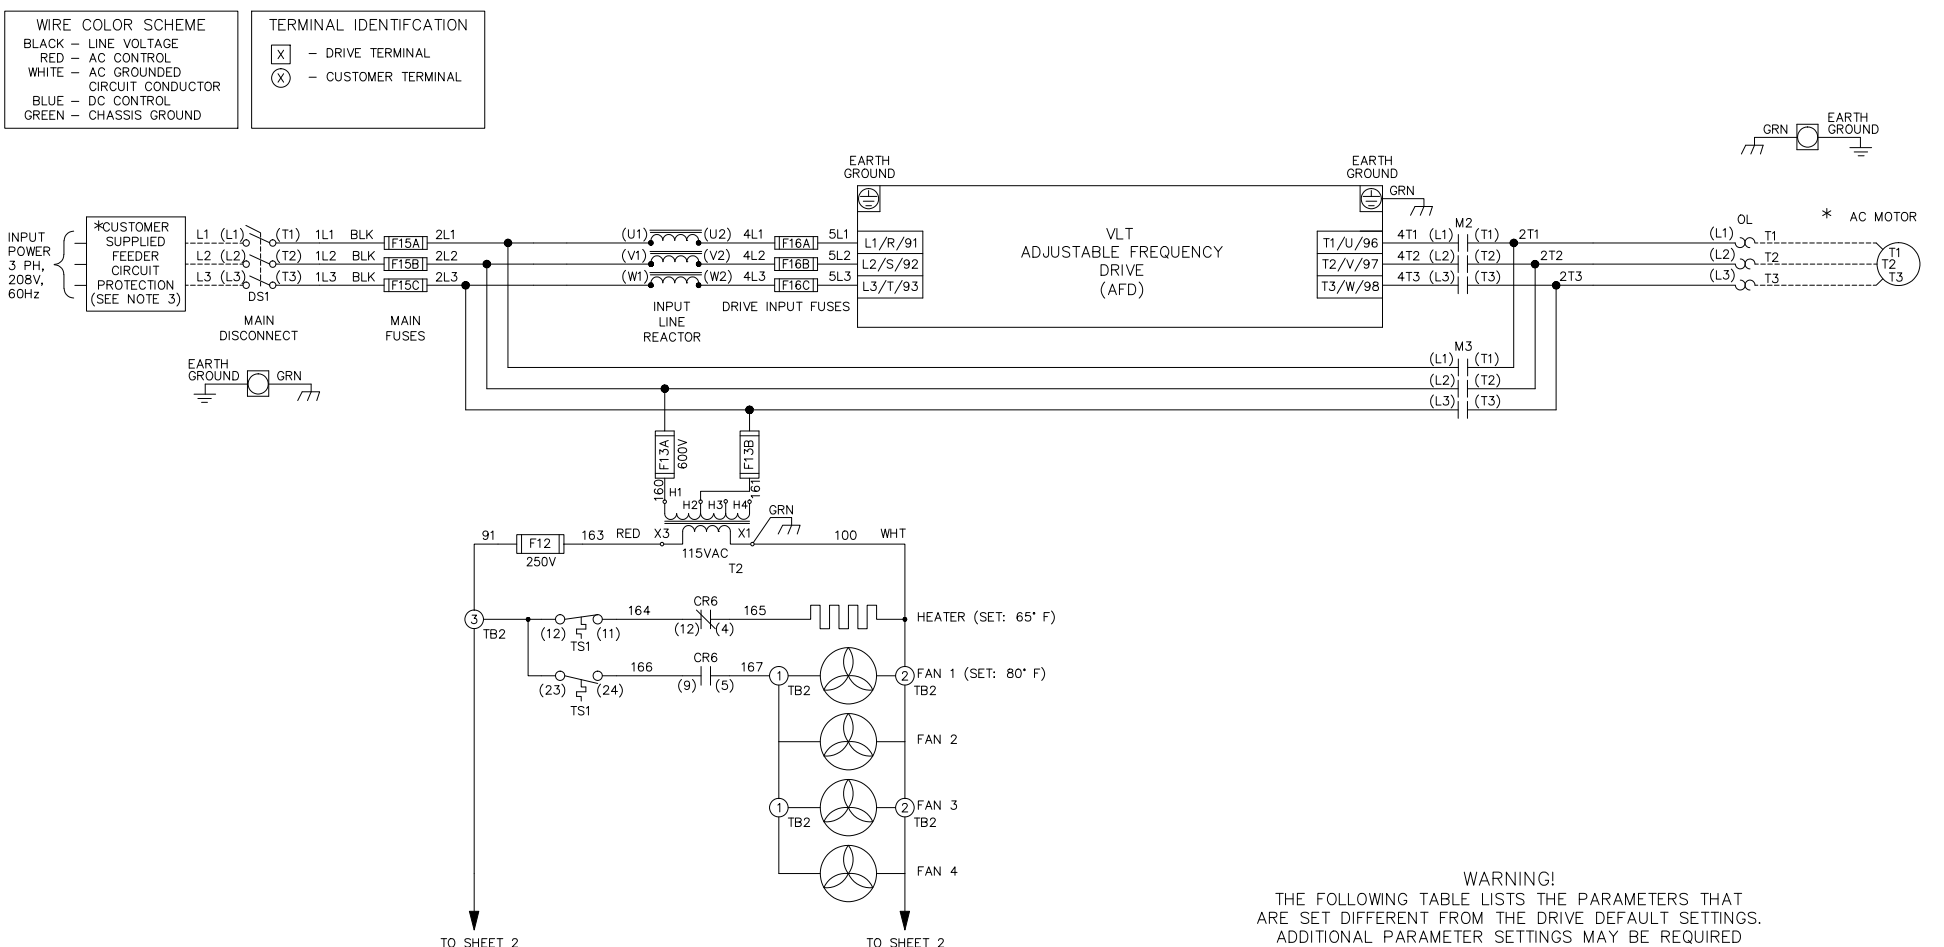 WIRE COLOR SCHEME
BLACK – LINE VOLTAGE
RED – AC CONTROL
WHITE – AC GROUNDED
CIRCUIT CONDUCTOR
BLUE – DC CONTROL
GREEN – CHASSIS GROUND
TERMINAL IDENTIFCATION
X – DRIVE TERMINAL
X – CUSTOMER TERMINAL
GRN
EARTH
GROUND
INPUT
POWER
3 PH,
208V,
60Hz
*CUSTOMER
SUPPLIED
FEEDER
CIRCUIT
PROTECTION
(SEE NOTE 3)
L1 (L1) (T1) 1L1 BLK F15A 2L1
L2 (L2) (T2) 1L2 BLK F15B 2L2
L3 (L3) (T3) 1L3 BLK F15C 2L3
DS1
MAIN
DISCONNECT
MAIN
FUSES
EARTH
GROUND
GRN
(U1) (U2) 4L1 F16A 5L1
(V1) (V2) 4L2 F16B 5L2
(W1) (W2) 4L3 F16C 5L3
INPUT
LINE
REACTOR
DRIVE INPUT FUSES
EARTH
GROUND
L1/R/91
L2/S/92
L3/T/93
VLT
ADJUSTABLE FREQUENCY
DRIVE
(AFD)
EARTH
GROUND
GRN
T1/U/96
T2/V/97
T3/W/98
M2
4T1 (L1) (T1) 2T1
4T2 (L2) (T2) 2T2
4T3 (L3) (T3) 2T3
OL
(L1) T1
(L2) T2
(L3) T3
* AC MOTOR
T1
T2
T3
M3
(L1) (T1)
(L2) (T2)
(L3) (T3)
F13A
600V
F13B
160
161
H1
H2 H3 H4
GRN
91 F12 163 RED X3 X1 100 WHT
250V
115VAC
T2
3
TB2
(12) (11)
TS1
164
CR6
(12) (4)
165
HEATER (SET: 65° F)
(23) (24)
TS1
166
CR6
(9) (5)
167
1
TB2
2
TB2
FAN 1 (SET: 80° F)
FAN 2
1
TB2
2
TB2
FAN 3
FAN 4
TO SHEET 2
TO SHEET 2
WARNING!
THE FOLLOWING TABLE LISTS THE PARAMETERS THAT
ARE SET DIFFERENT FROM THE DRIVE DEFAULT SETTINGS.
ADDITIONAL PARAMETER SETTINGS MAY BE REQUIRED